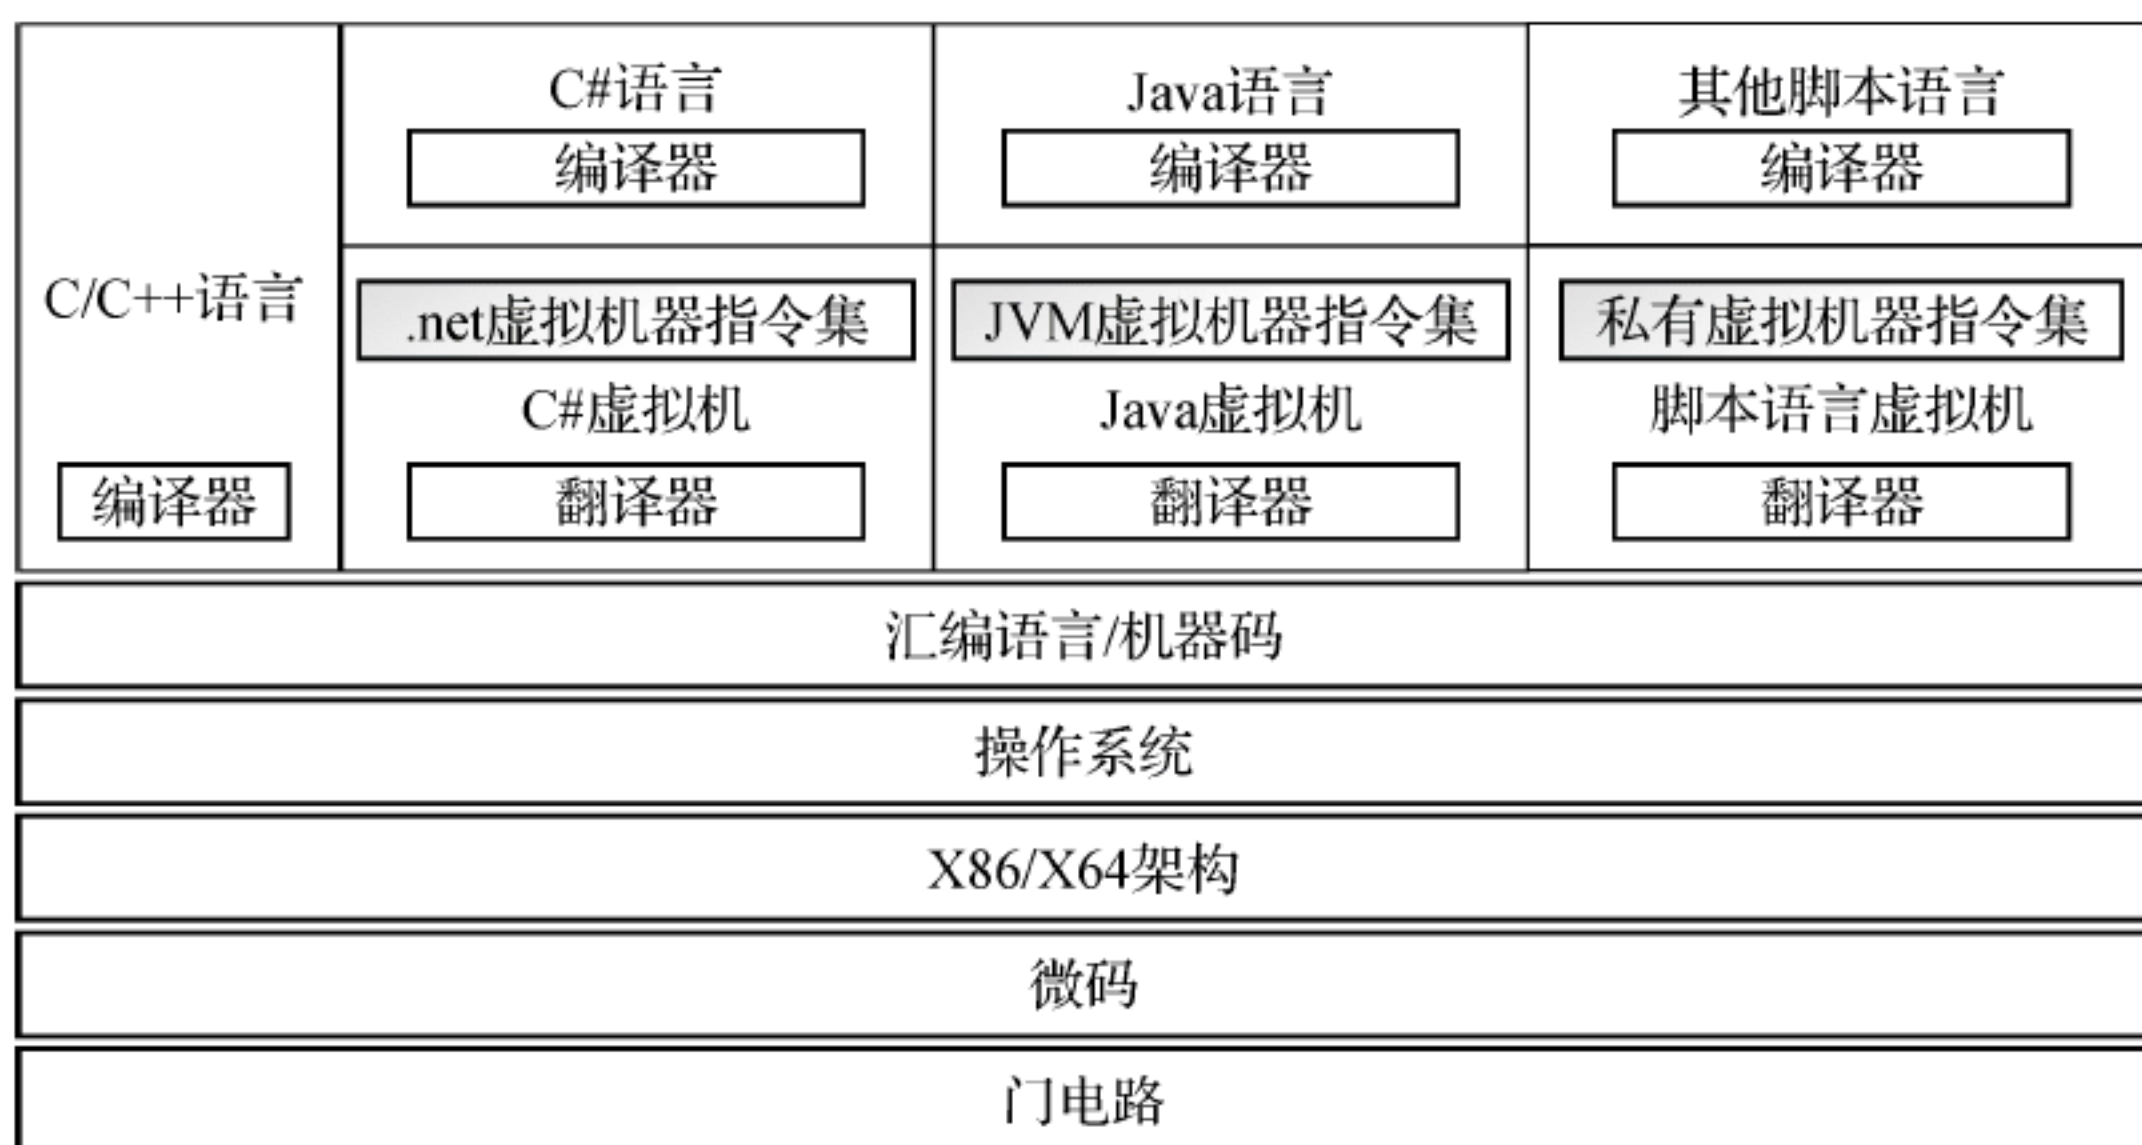 C#语言
编译器
Java语言
编译器
其他脚本语言
编译器
C/C++语言
编译器
.net虚拟机器指令集
C#虚拟机
翻译器
JVM虚拟机器指令集
Java虚拟机
翻译器
私有虚拟机器指令集
脚本语言虚拟机
翻译器
汇编语言/机器码
操作系统
X86/X64架构
微码
门电路